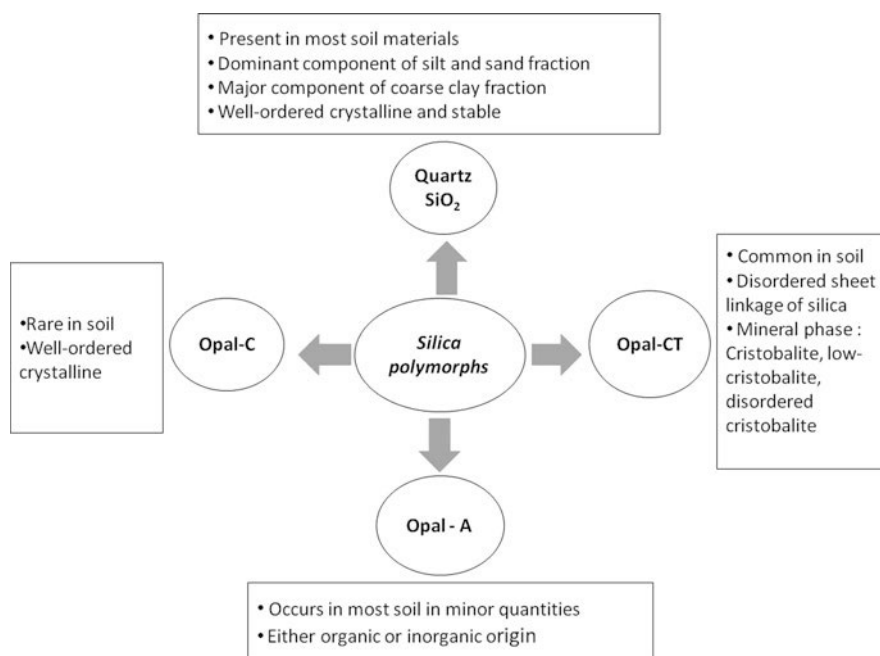 • Present in most soil materials
• Dominant component of silt and sand fraction
• Major component of coarse clay fraction
• Well-ordered crystalline and stable
Quartz
SiO₂
•Rare in soil
•Well-ordered
crystalline
Opal-C
Silica
polymorphs
Opal-CT
• Common in soil
• Disordered sheet
linkage of silica
• Mineral phase :
Cristobalite, low-
cristobalite,
disordered
cristobalite
Opal - A
• Occurs in most soil in minor quantities
• Either organic or inorganic origin